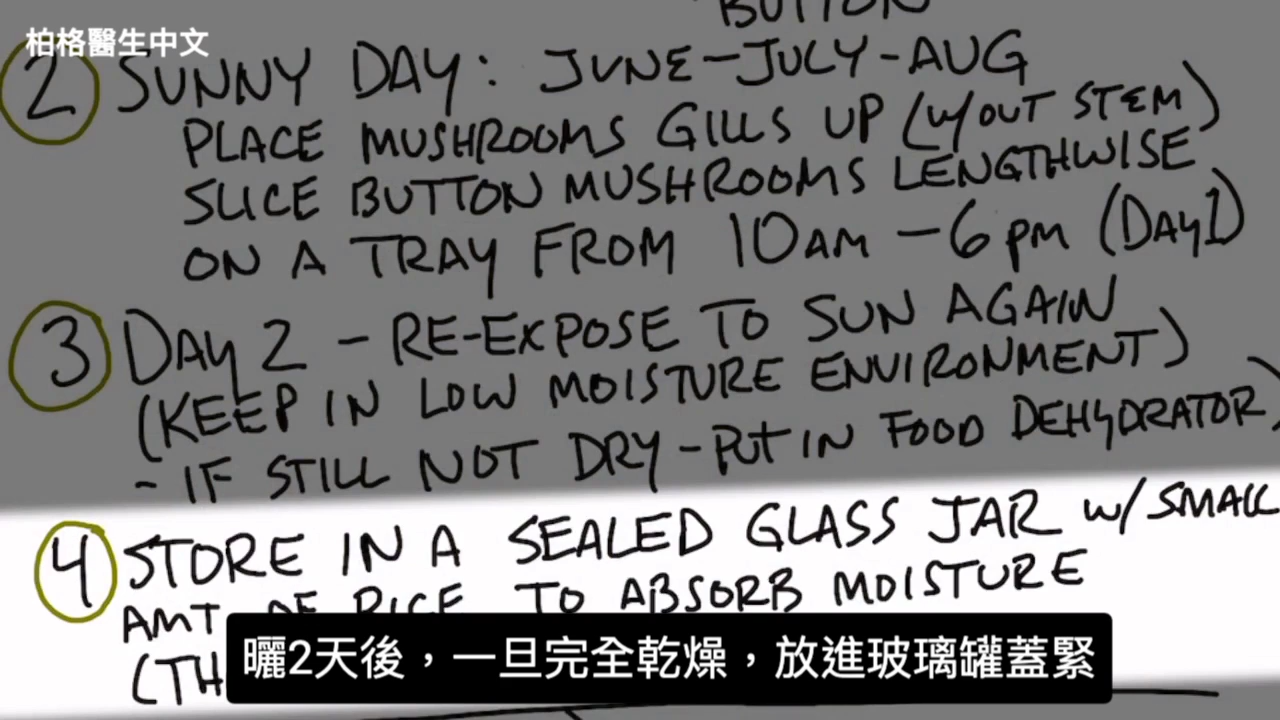 BUTTON
柏格醫生中文
② SUNNY DAY: JUNE-JULY-AUG
PLACE MUSHROOMS GILLS UP (W/OUT STEM)
SLICE BUTTON MUSHROOMS LENGTHWISE
ON A TRAY FROM 10AM - 6PM (DAY1)
③ DAY 2 - RE-EXPOSE TO SUN AGAIN
(KEEP IN LOW MOISTURE ENVIRONMENT)
- IF STILL NOT DRY - PUT IN FOOD DEHYDRATOR)
④ STORE IN A SEALED GLASS JAR W/ SMALL
AMT OF RICE TO ABSORB MOISTURE
曬2天後，一旦完全乾燥，放進玻璃罐蓋緊